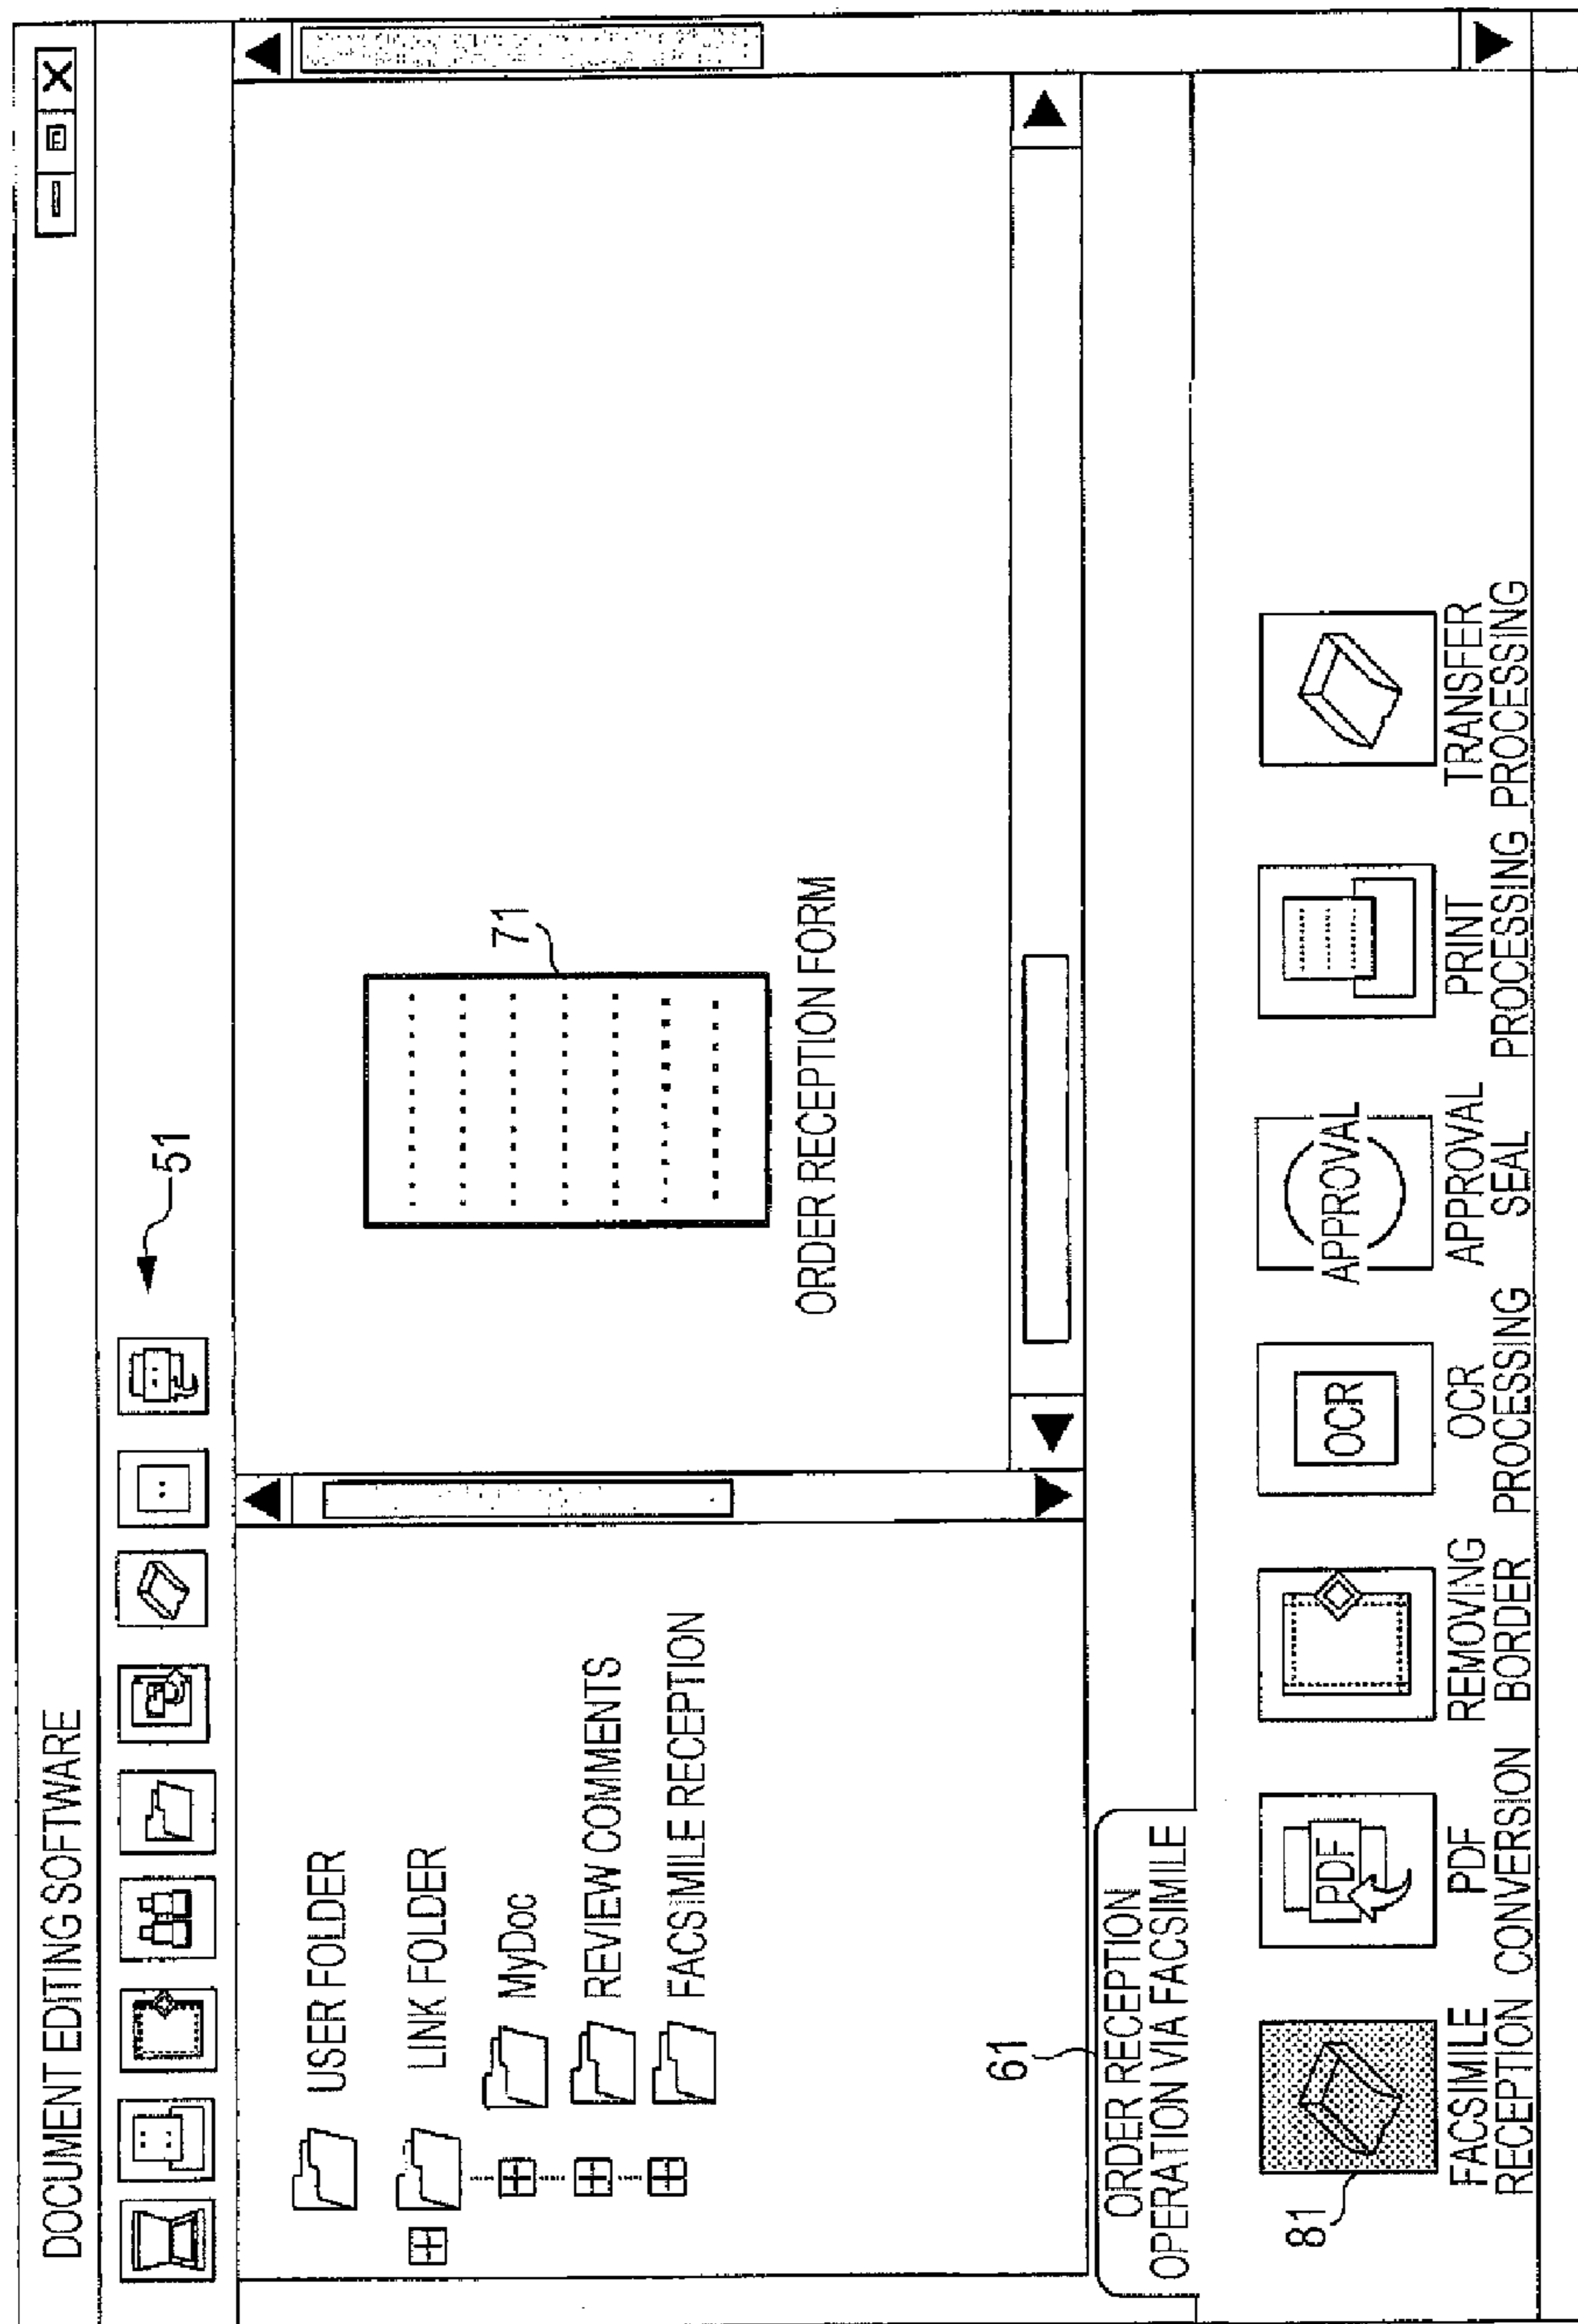 DOCUMENT EDITING SOFTWARE
51
USER FOLDER
LINK FOLDER
MyDoc
REVIEW COMMENTS
FACSIMILE RECEPTION
71
ORDER RECEPTION FORM
61
ORDER RECEPTION
OPERATION VIA FACSIMILE
81
FACSIMILE
RECEPTION
PDF
PDF
CONVERSION
REMOVING
BORDER
OCR
OCR
PROCESSING
APPROVAL
APPROVAL
SEAL
PRINT
PROCESSING
TRANSFER
PROCESSING